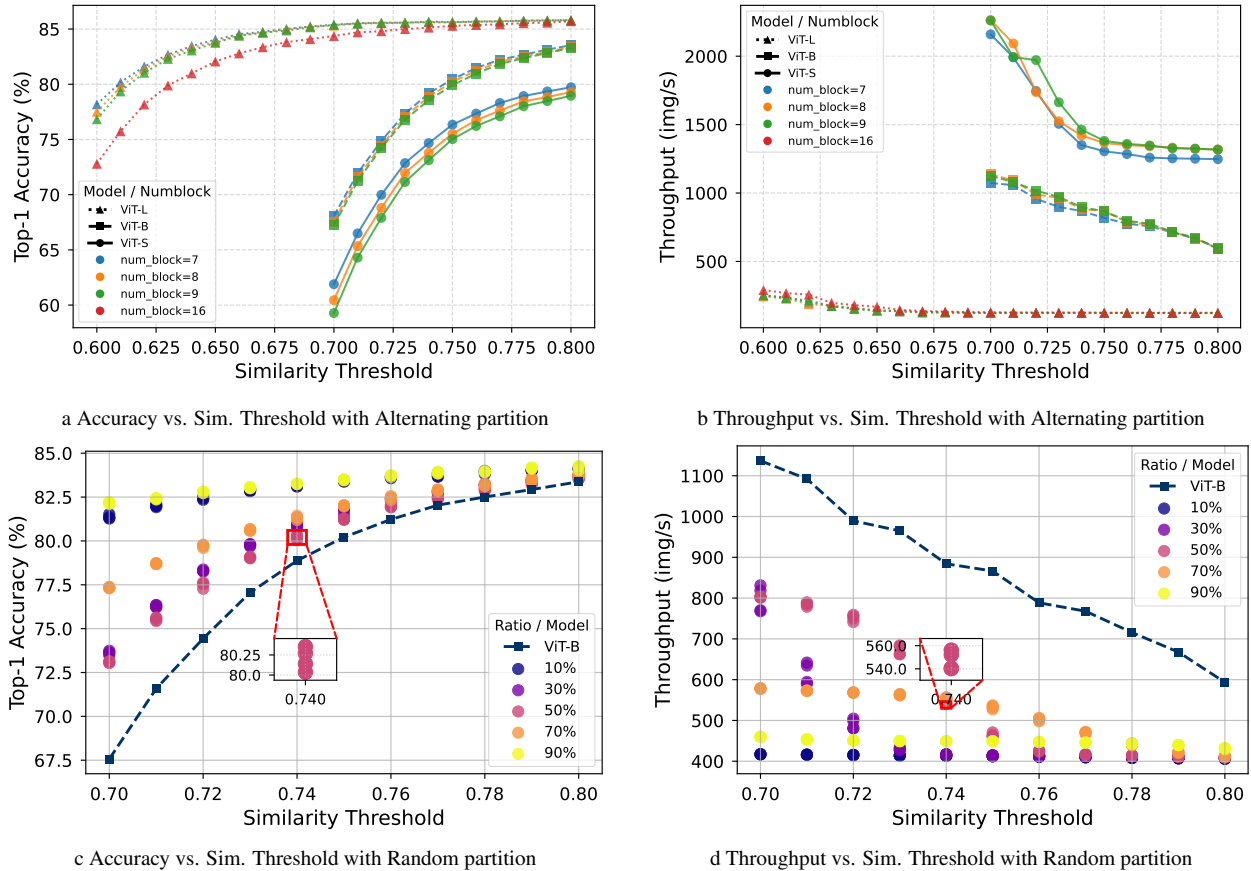 Top-1 Accuracy (%)
85
80
75
70
65
60
Model / Numblock
ViT-L
ViT-B
ViT-S
num_block=7
num_block=8
num_block=9
num_block=16
0.600 0.625 0.650 0.675 0.700 0.725 0.750 0.775 0.800
Similarity Threshold
a Accuracy vs. Sim. Threshold with Alternating partition
Throughput (img/s)
2000
1500
1000
500
Model / Numblock
ViT-L
ViT-B
ViT-S
num_block=7
num_block=8
num_block=9
num_block=16
0.600 0.625 0.650 0.675 0.700 0.725 0.750 0.775 0.800
Similarity Threshold
b Throughput vs. Sim. Threshold with Alternating partition
Top-1 Accuracy (%)
85.0
82.5
80.0
77.5
75.0
72.5
70.0
67.5
80.25
80.0
0.740
Ratio / Model
ViT-B
10%
30%
50%
70%
90%
0.70 0.72 0.74 0.76 0.78 0.80
Similarity Threshold
c Accuracy vs. Sim. Threshold with Random partition
Throughput (img/s)
1100
1000
900
800
700
600
500
400
560.0
540.0
0.740
Ratio / Model
ViT-B
10%
30%
50%
70%
90%
0.70 0.72 0.74 0.76 0.78 0.80
Similarity Threshold
d Throughput vs. Sim. Threshold with Random partition